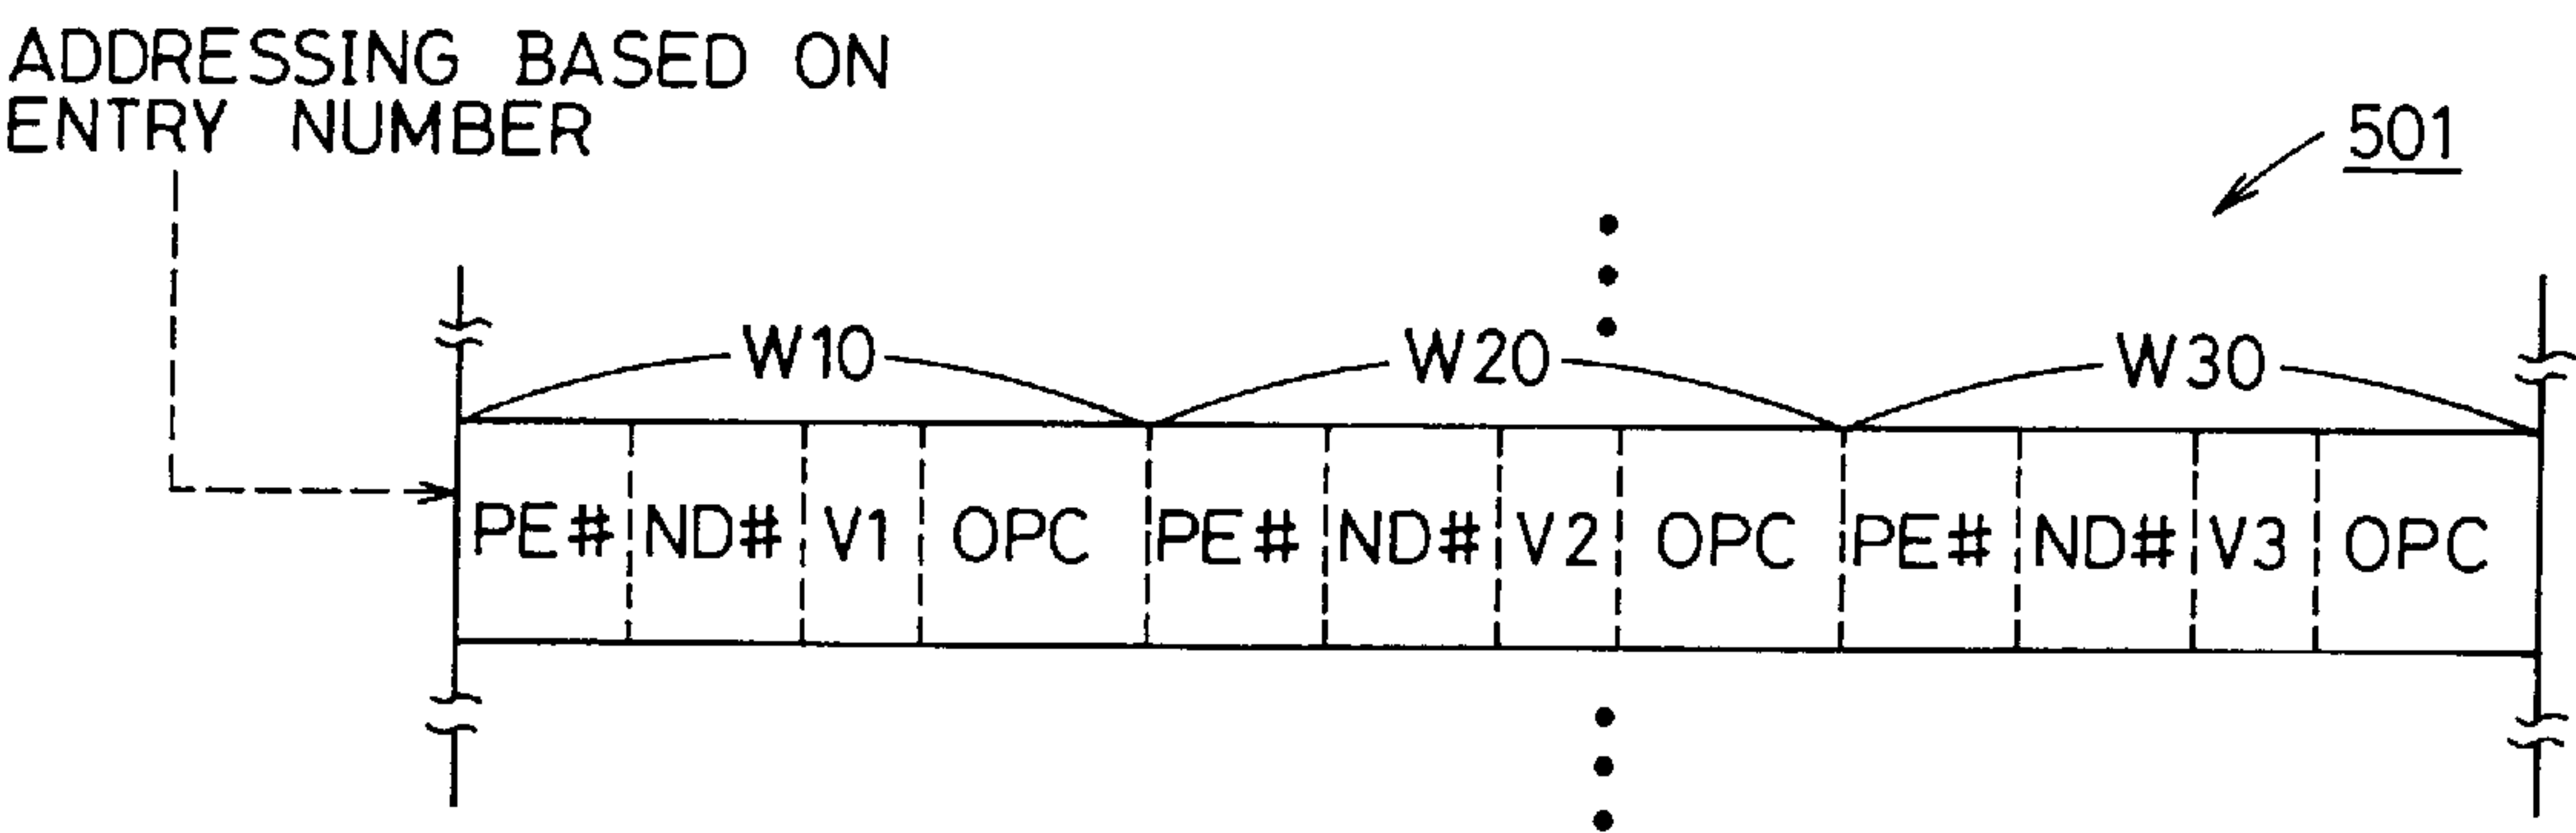 ADDRESSING BASED ON
ENTRY NUMBER
501
W10 W20 W30
PE# ND# V1 OPC PE# ND# V2 OPC PE# ND# V3 OPC